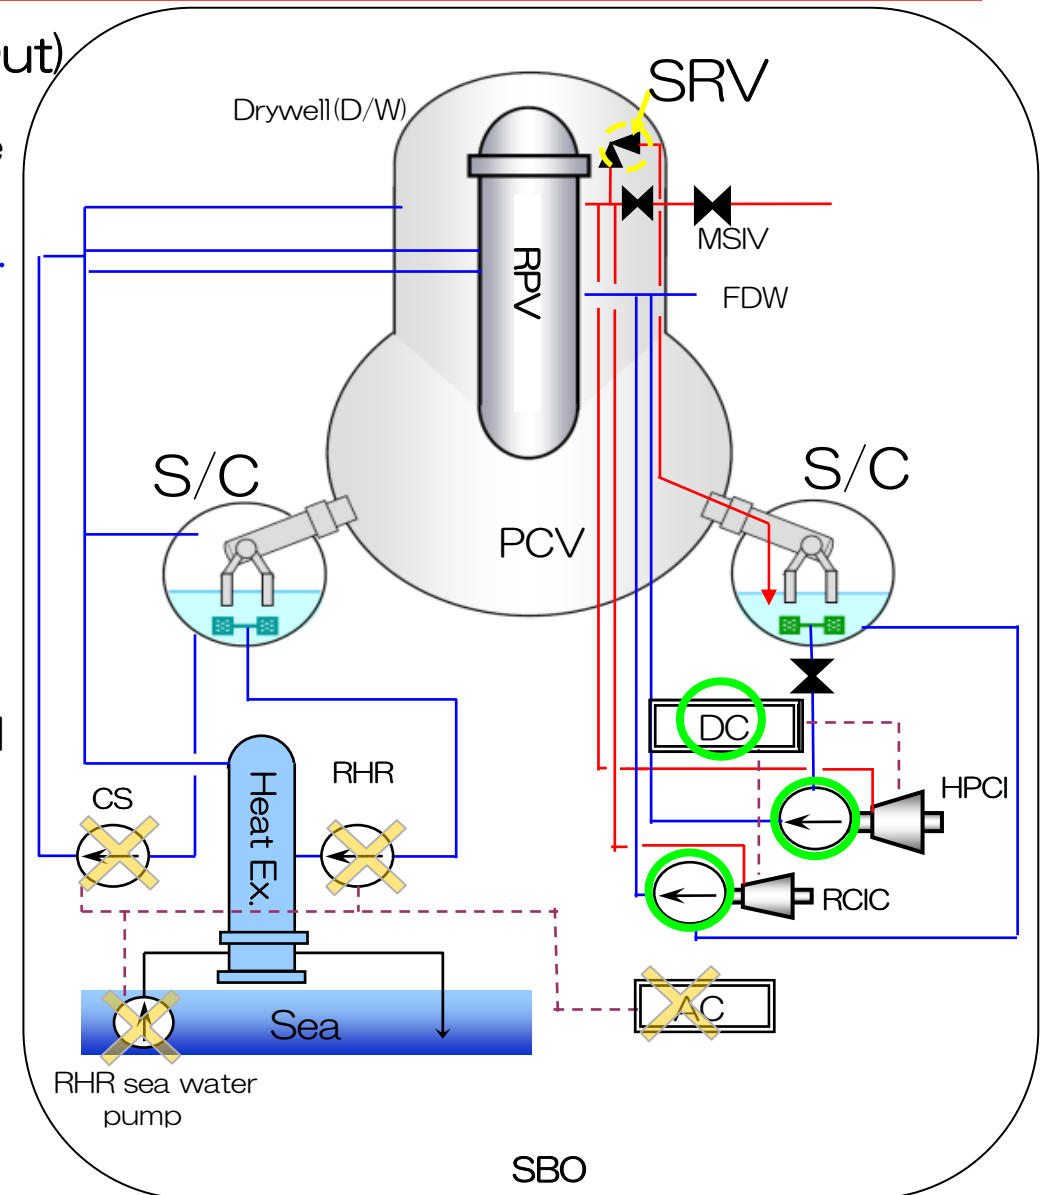 ut)
SRV
Drywell(D/W)
RPV
MSIV
FDW
S/C
S/C
PCV
DC
HPCI
RHR
CS
Heat Ex.
RCIC
AC
Sea
RHR sea water
pump
SBO